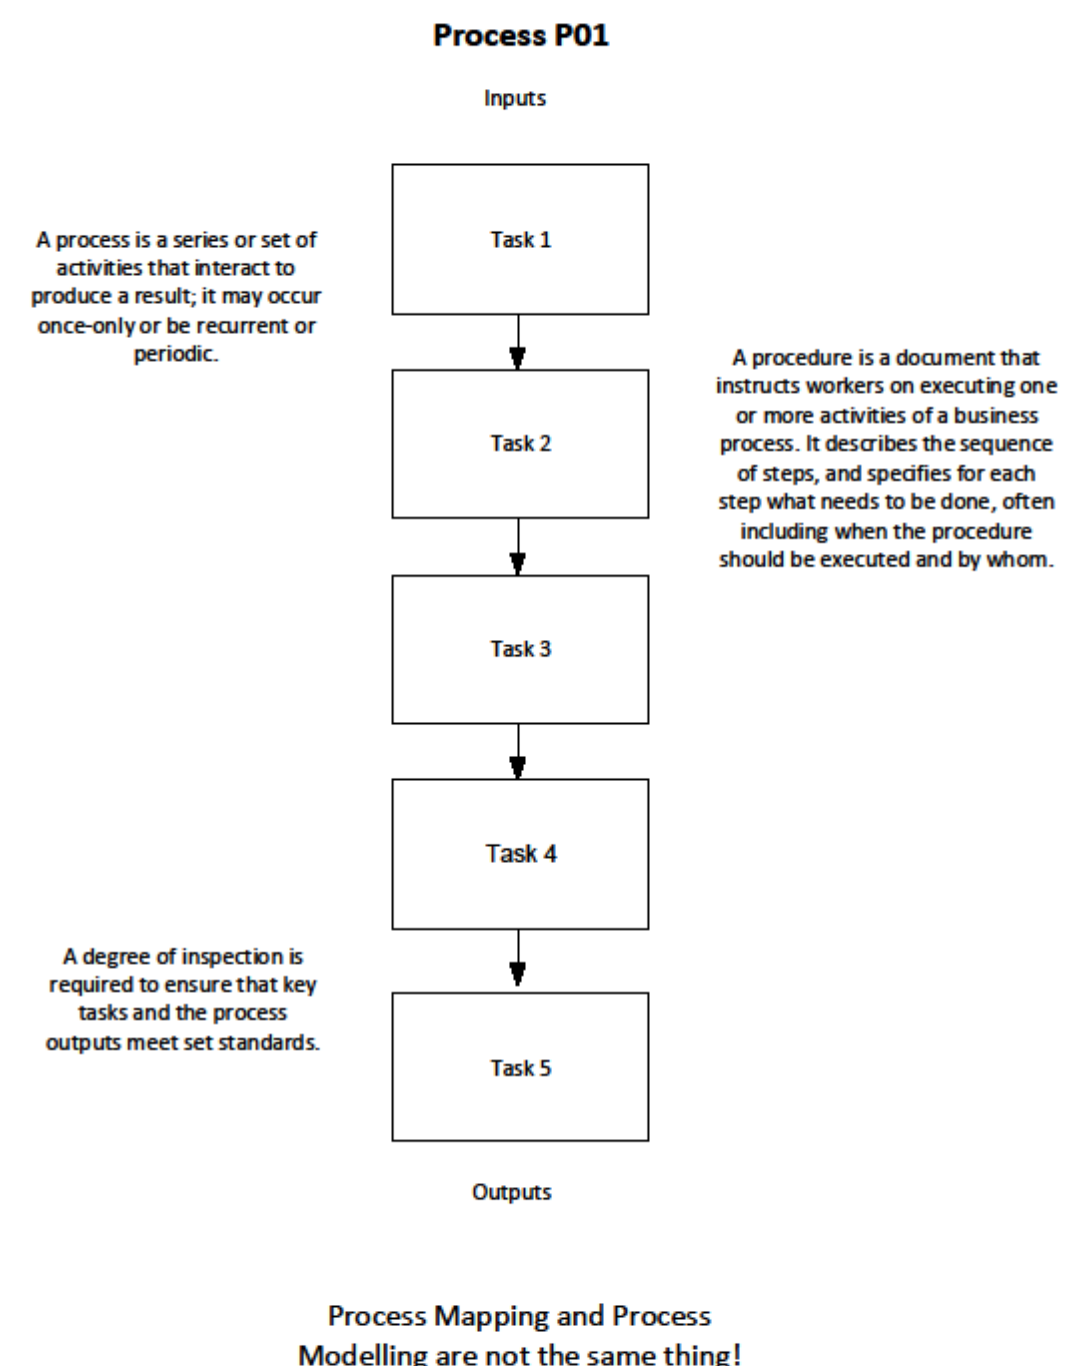 Process P01
Inputs
Task 1
A process is a series or set of
activities that interact to
produce a result; it may occur
once-only or be recurrent or
periodic.
A procedure is a document that
instructs workers on executing one
or more activities of a business
process. It describes the sequence
of steps, and specifies for each
step what needs to be done, often
including when the procedure
should be executed and by whom.
Task 2
Task 3
Task 4
A degree of inspection is
required to ensure that key
tasks and the process
outputs meet set standards.
Task 5
Outputs
Process Mapping and Process
Modelling are not the same thing!